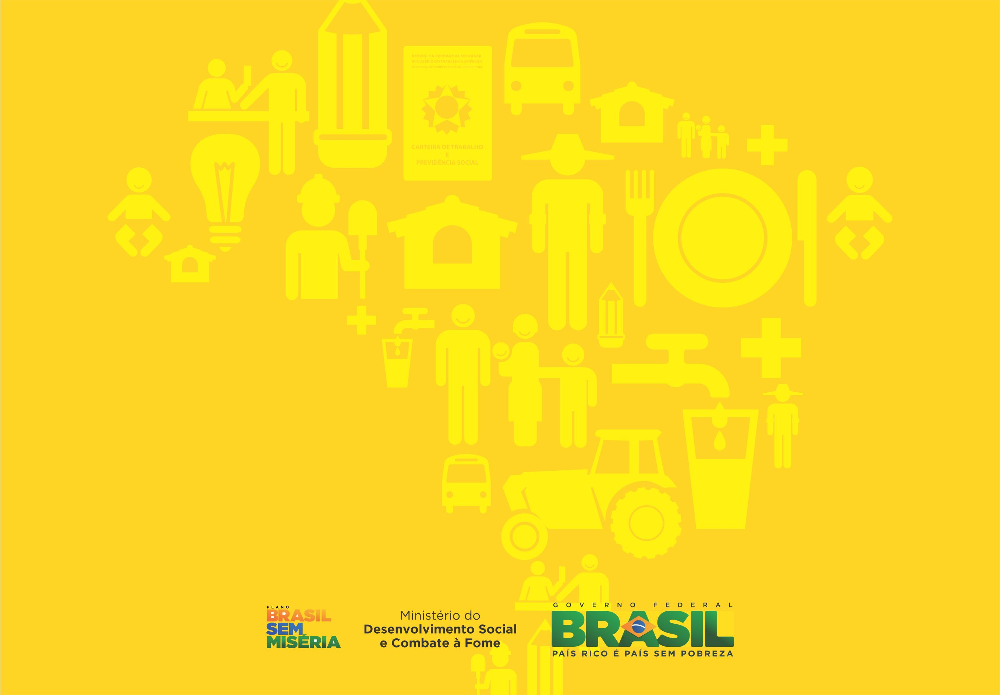 REPÚBLICA FEDERATIVA DO BRASIL
MINISTÉRIO DO TRABALHO E EMPREGO
Secretaria de Políticas Públicas de Emprego
CARTEIRA DE TRABALHO
E
PREVIDÊNCIA SOCIAL
PLANO
BRASIL
SEM
MISÉRIA
Ministério do
Desenvolvimento Social
e Combate à Fome
GOVERNO FEDERAL
BRASIL
PAÍS RICO É PAÍS SEM POBREZA